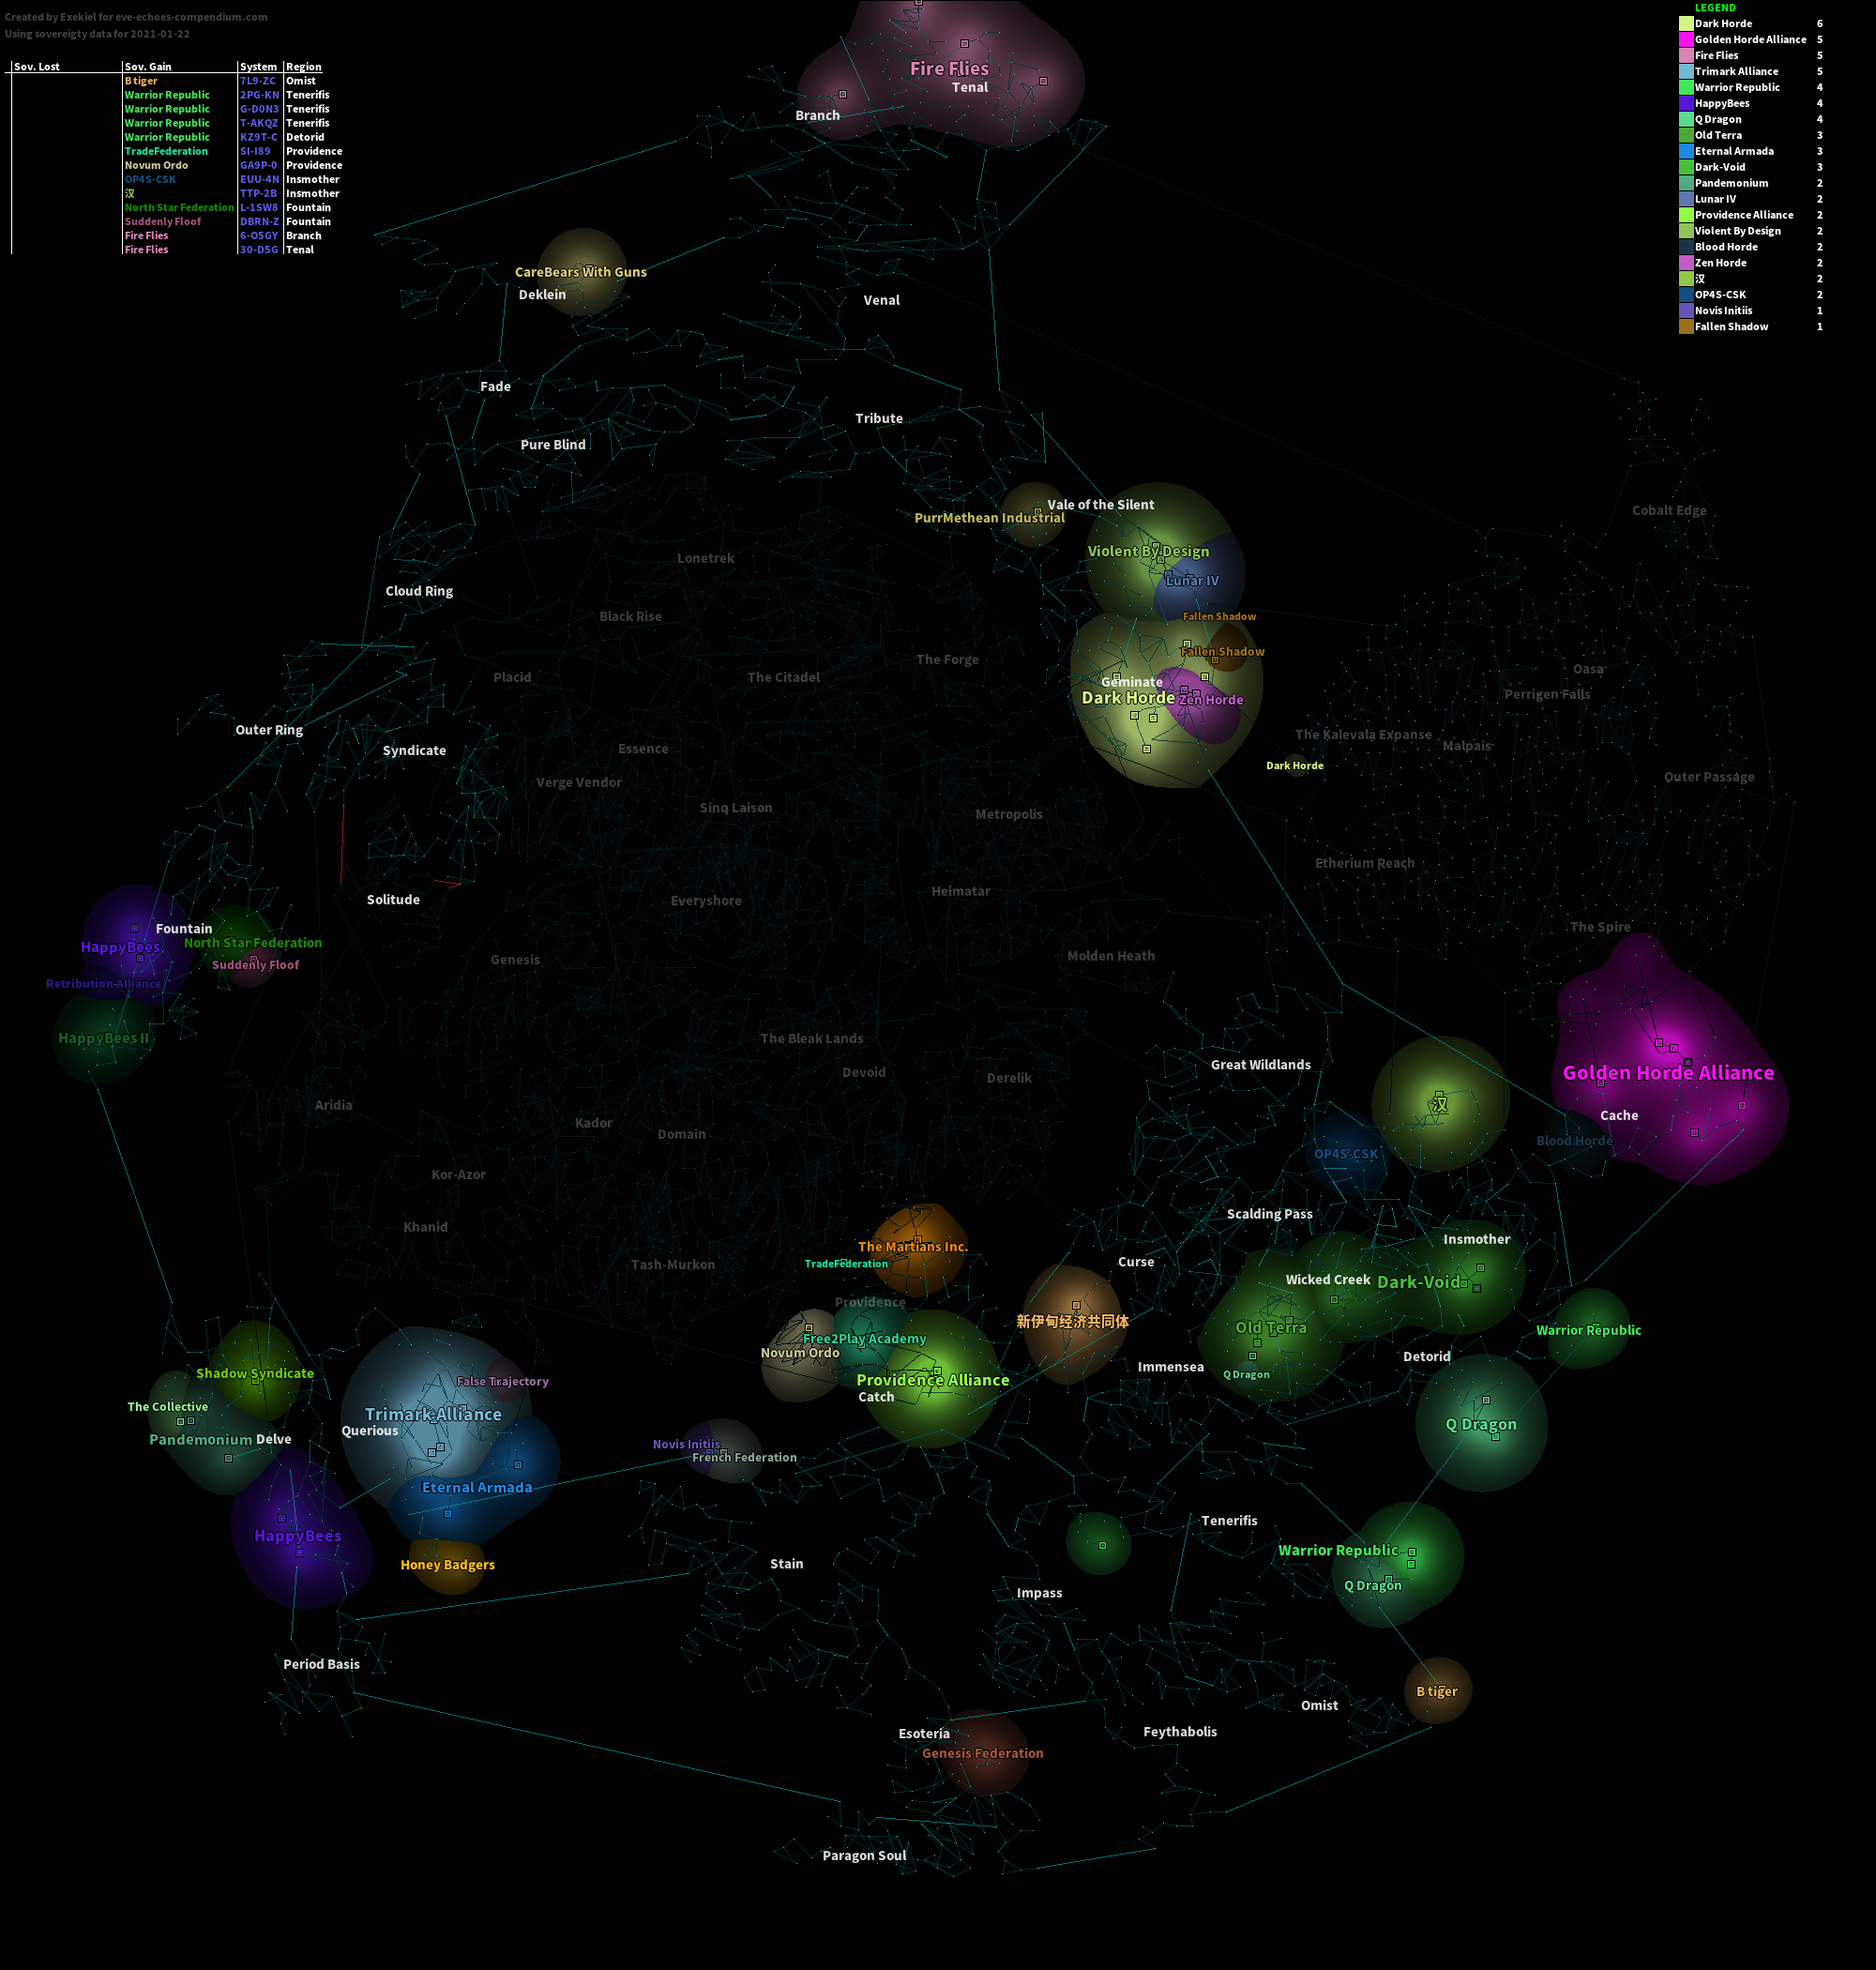 Created by Exekiel for eve-echoes-compendium.com
Using sovereigty data for 2021-01-22
Sov. Lost Sov. Gain System Region
B tiger 7L9-ZC Omist
Warrior Republic 2PG-KN Tenerifis
Warrior Republic G-D0N3 Tenerifis
Warrior Republic T-AKQZ Tenerifis
Warrior Republic KZ9T-C Detorid
TradeFederation SI-I89 Providence
Novum Ordo GA9P-0 Providence
OP4S-CSK EUU-4N Insmother
汉 TTP-2B Insmother
North Star Federation L-1SW8 Fountain
Suddenly Floof DBRN-Z Fountain
Fire Flies 6-O5GY Branch
Fire Flies 30-D5G Tenal
LEGEND
Dark Horde 6
Golden Horde Alliance 5
Fire Flies 5
Trimark Alliance 5
Warrior Republic 4
HappyBees 4
Q Dragon 4
Old Terra 3
Eternal Armada 3
Dark-Void 3
Pandemonium 2
Lunar IV 2
Providence Alliance 2
Violent By Design 2
Blood Horde 2
Zen Horde 2
汉 2
OP4S-CSK 2
Novis Initiis 1
Fallen Shadow 1
Fire Flies
Tenal
Branch
CareBears With Guns
Deklein
Venal
Fade
Tribute
Pure Blind
Vale of the Silent
PurrMethean Industrial
Cobalt Edge
Violent By Design
Lonetrek
Lunar IV
Cloud Ring
Black Rise
Fallen Shadow
Fallen Shadow
The Forge
Oasa
Placid
The Citadel
Geminate
Dark Horde
Zen Horde
Perrigen Falls
Outer Ring
The Kalevala Expanse
Malpais
Syndicate
Essence
Dark Horde
Outer Passage
Verge Vendor
Sinq Laison
Metropolis
Etherium Reach
Heimatar
Solitude
Everyshore
Fountain
The Spire
North Star Federation
HappyBees
Suddenly Floof
Genesis
Molden Heath
Retribution Alliance
HappyBees II
The Bleak Lands
Great Wildlands
Devoid
Derelik
Golden Horde Alliance
Aridia
汉
Cache
Kador
Domain
Blood Horde
OP4S-CSK
Kor-Azor
Scalding Pass
Khanid
Insmother
The Martians Inc.
TradeFederation
Tash-Murkon
Curse
Wicked Creek
Dark-Void
Providence
新伊甸经济共同体
Old Terra
Warrior Republic
Free2Play Academy
Novum Ordo
Detorid
Immensea
Q Dragon
Shadow Syndicate
False Trajectory
Providence Alliance
Catch
The Collective
Trimark Alliance
Querious
Q Dragon
Pandemonium
Delve
Novis Initiis
French Federation
Eternal Armada
Tenerifis
HappyBees
Warrior Republic
Honey Badgers
Stain
Q Dragon
Impass
Period Basis
B tiger
Omist
Esoteria
Feythabolis
Genesis Federation
Paragon Soul